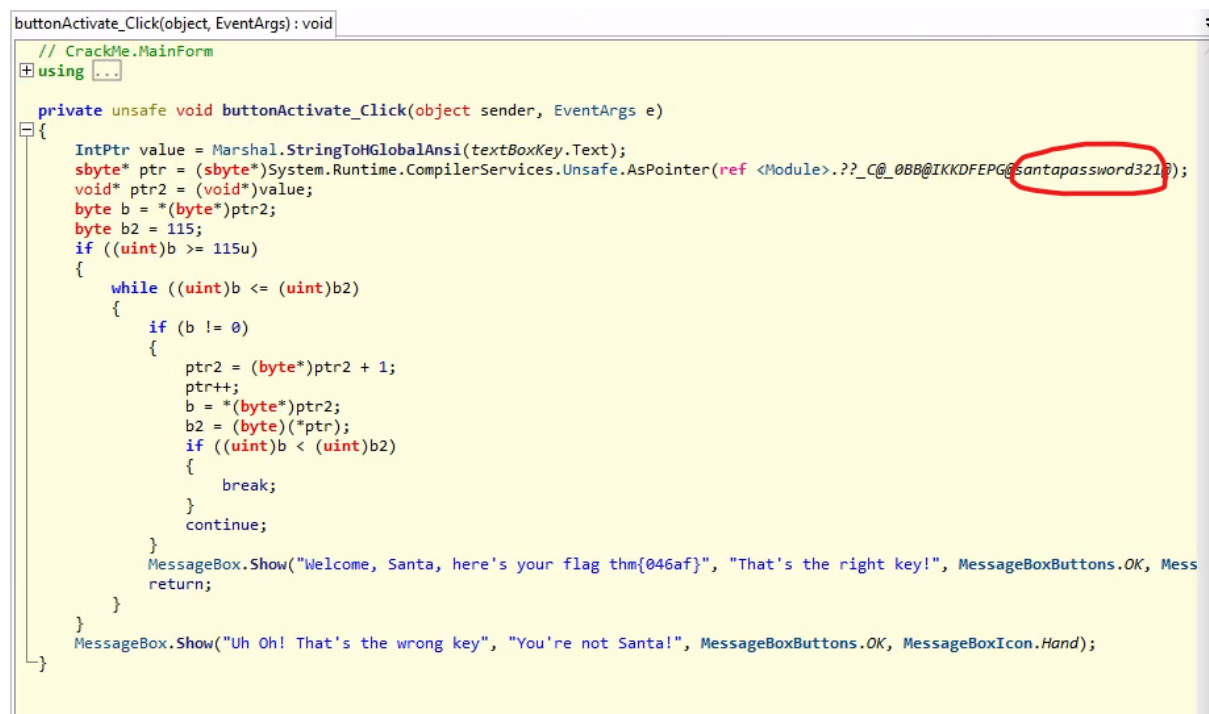 buttonActivate_Click(object, EventArgs) : void
// CrackMe.MainForm
using ...
private unsafe void buttonActivate_Click(object sender, EventArgs e)
{
IntPtr value = Marshal.StringToHGlobalAnsi(textBoxKey.Text);
sbyte* ptr = (sbyte*)System.Runtime.CompilerServices.Unsafe.AsPointer(ref <Module>.??_C@_0BB@IKKDFEPG@santapassword321@);
void* ptr2 = (void*)value;
byte b = *(byte*)ptr2;
byte b2 = 115;
if ((uint)b >= 115u)
{
while ((uint)b <= (uint)b2)
{
if (b != 0)
{
ptr2 = (byte*)ptr2 + 1;
ptr++;
b = *(byte*)ptr2;
b2 = (byte)(*ptr);
if ((uint)b < (uint)b2)
{
break;
}
continue;
}
MessageBox.Show("Welcome, Santa, here's your flag thm{046af}", "That's the right key!", MessageBoxButtons.OK, Mess
return;
}
}
MessageBox.Show("Uh Oh! That's the wrong key", "You're not Santa!", MessageBoxButtons.OK, MessageBoxIcon.Hand);
}